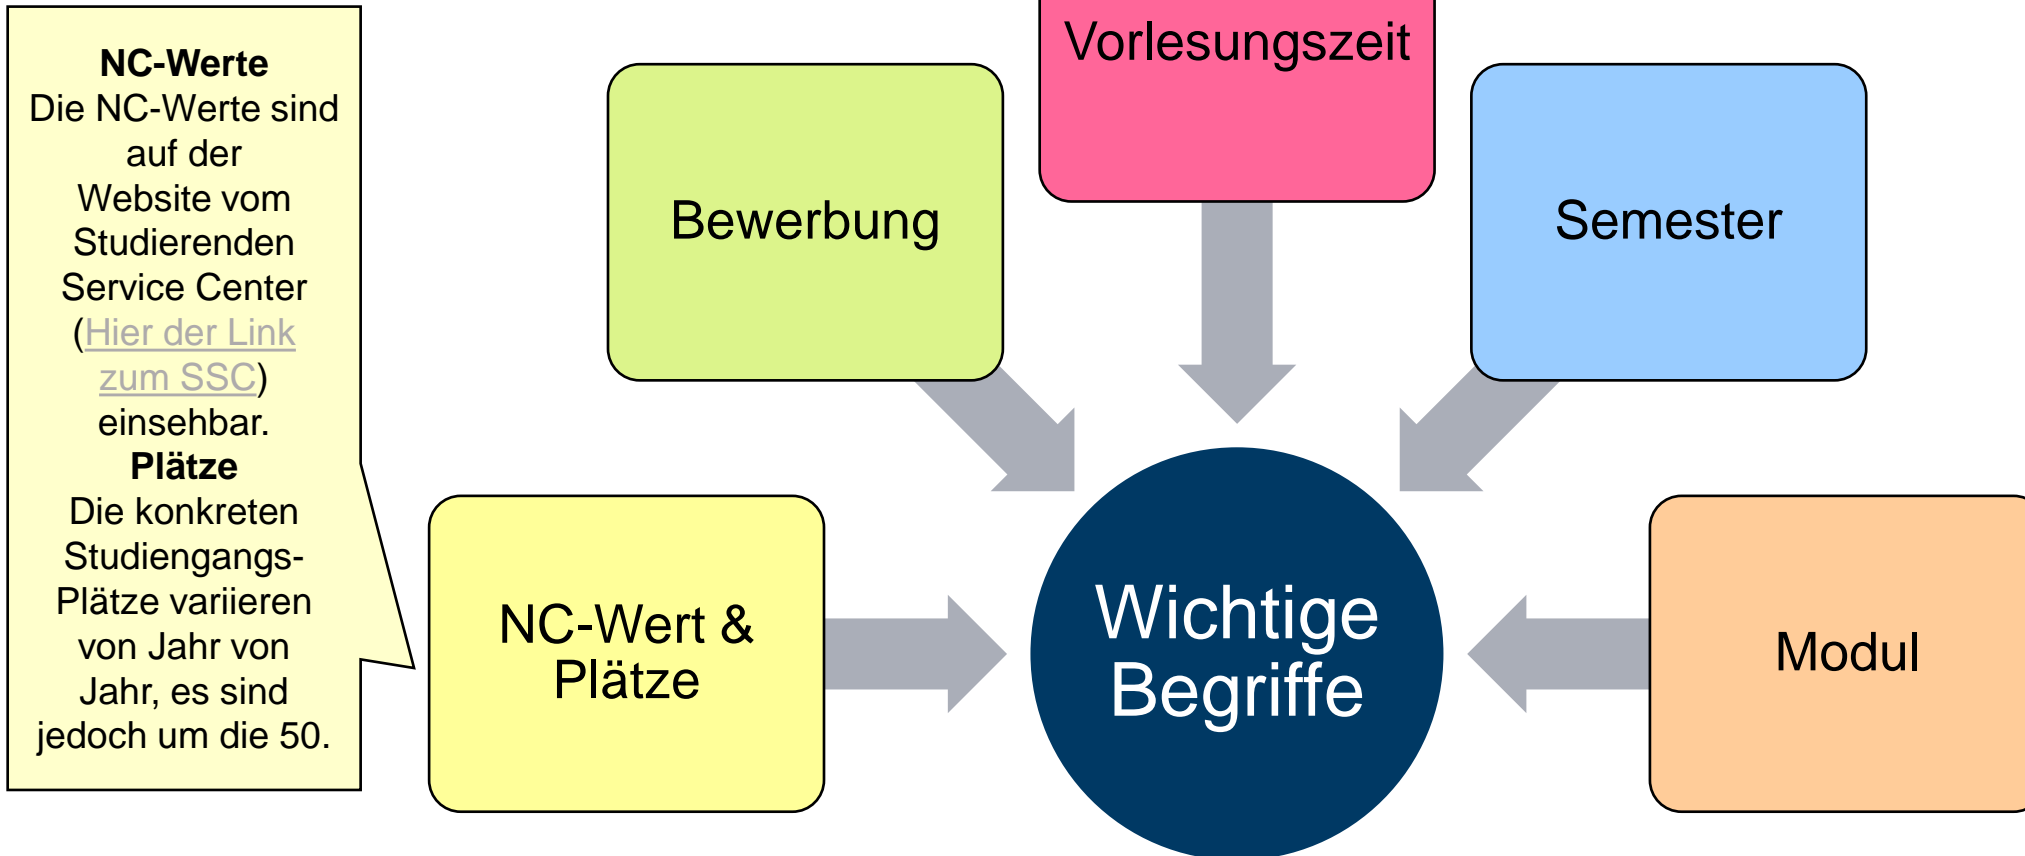 NC-Werte
Die NC-Werte sind
auf der
Website vom
Studierenden
Service Center
(Hier der Link
zum SSC)
einsehbar.
Plätze
Die konkreten
Studiengangs-
Plätze variieren
von Jahr von
Jahr, es sind
jedoch um die 50.
NC-Wert &
Plätze
Bewerbung
Vorlesungszeit
Semester
Modul
Wichtige
Begriffe